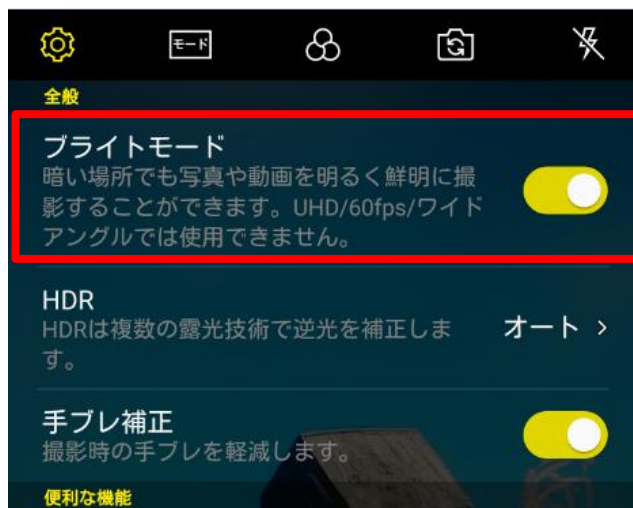 モード
全般
ブライトモード
暗い場所でも写真や動画を明るく鮮明に撮
影することができます。UHD/60fps/ワイド
アングルでは使用できません。
HDR
HDRは複数の露光技術で逆光を補正しま
す。
オート >
手ブレ補正
撮影時の手ブレを軽減します。
便利な機能